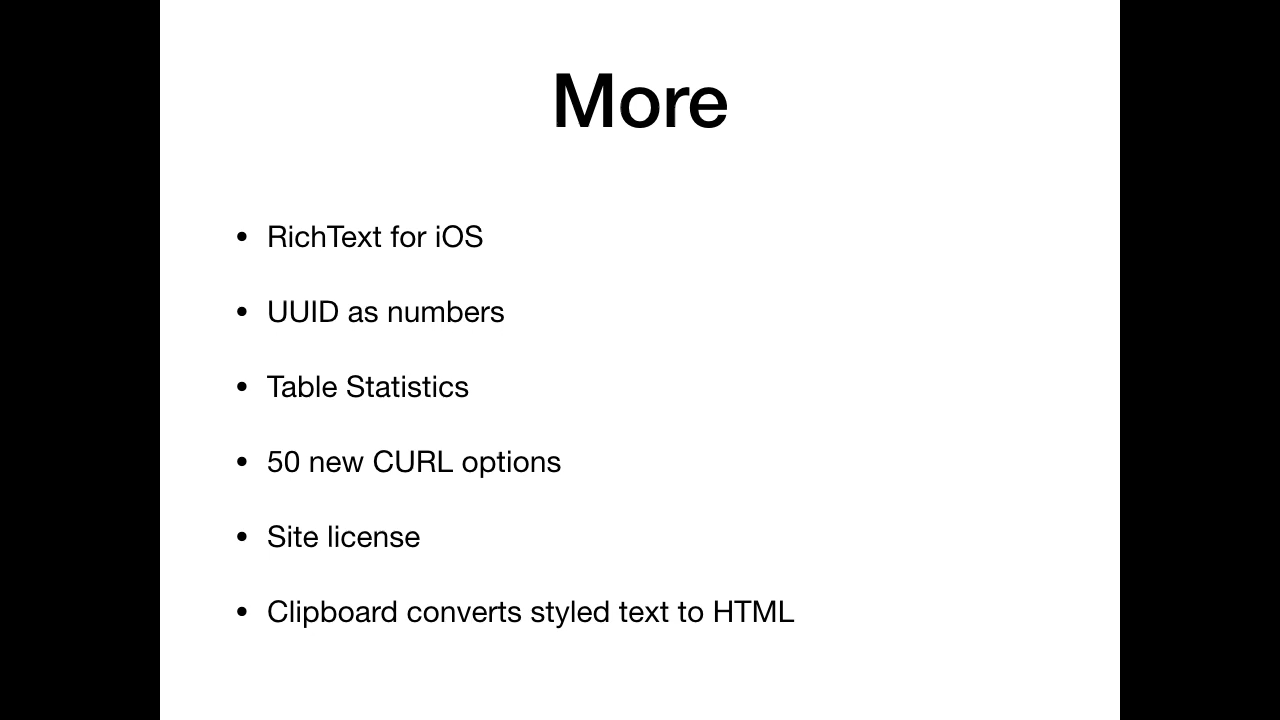 More
• RichText for iOS
• UUID as numbers
• Table Statistics
• 50 new CURL options
• Site license
• Clipboard converts styled text to HTML